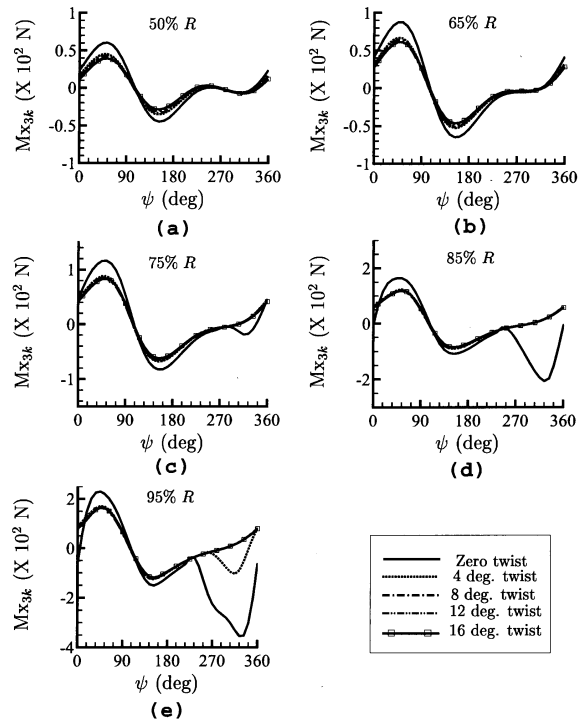 50% R
Mx3k (X 10² N)
1
0.5
0
-0.5
-1
0 90 180 270 360
ψ (deg)
(a)
65% R
Mx3k (X 10² N)
1
0.5
0
-0.5
-1
0 90 180 270 360
ψ (deg)
(b)
75% R
Mx3k (X 10² N)
1
0
-1
0 90 180 270 360
ψ (deg)
(c)
85% R
Mx3k (X 10² N)
2
0
-2
0 90 180 270 360
ψ (deg)
(d)
95% R
Mx3k (X 10² N)
2
0
-2
-4
0 90 180 270 360
ψ (deg)
(e)
Zero twist
4 deg. twist
8 deg. twist
12 deg. twist
16 deg. twist